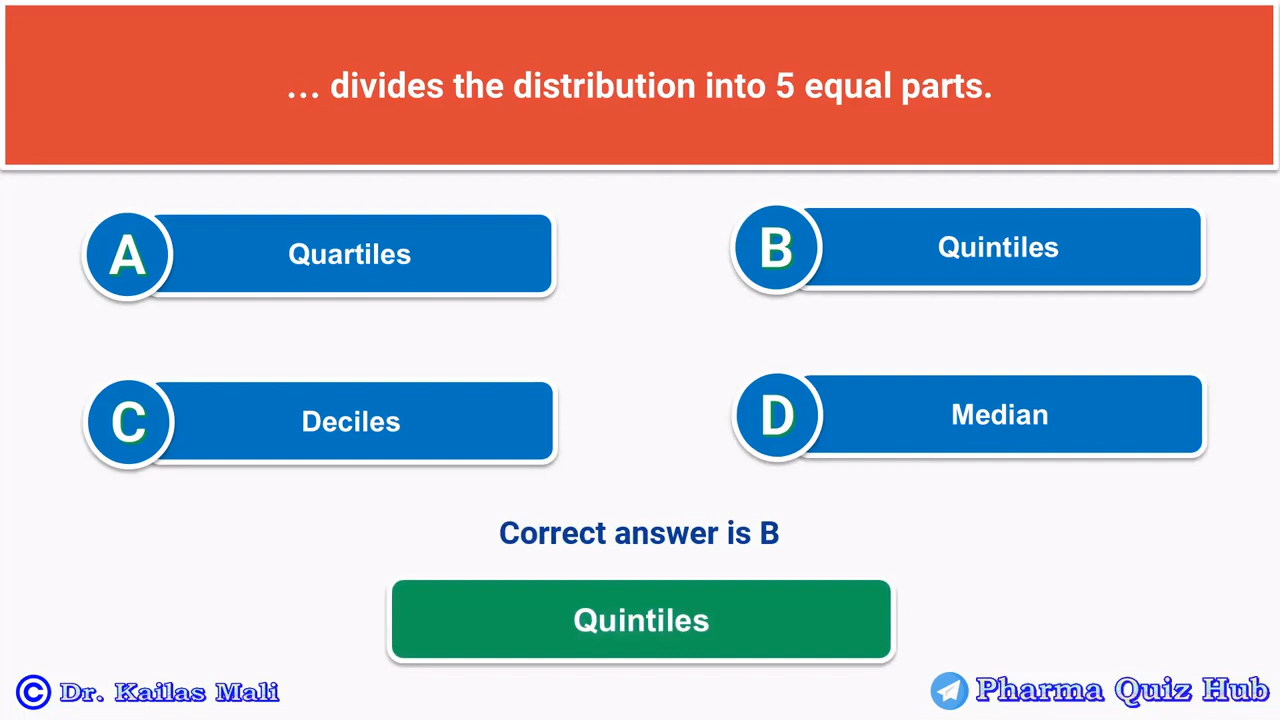 ... divides the distribution into 5 equal parts.
A Quartiles
B Quintiles
C Deciles
D Median
Correct answer is B
Quintiles
© Dr. Kailas Mali
Pharma Quiz Hub